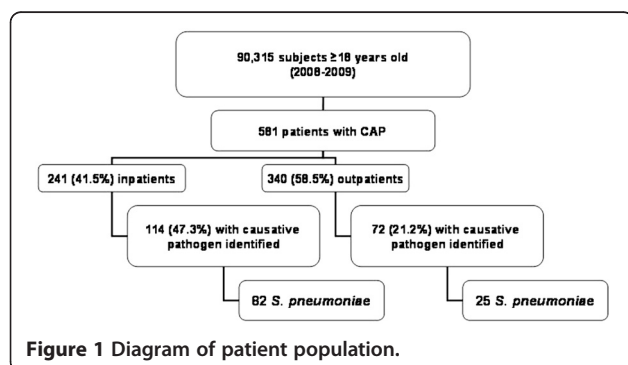 90,315 subjects ≥18 years old
(2008-2009)
581 patients with CAP
241 (41.5%) inpatients
340 (58.5%) outpatients
114 (47.3%) with causative
pathogen identified
72 (21.2%) with causative
pathogen identified
82 S. pneumoniae
25 S. pneumoniae
Figure 1 Diagram of patient population.